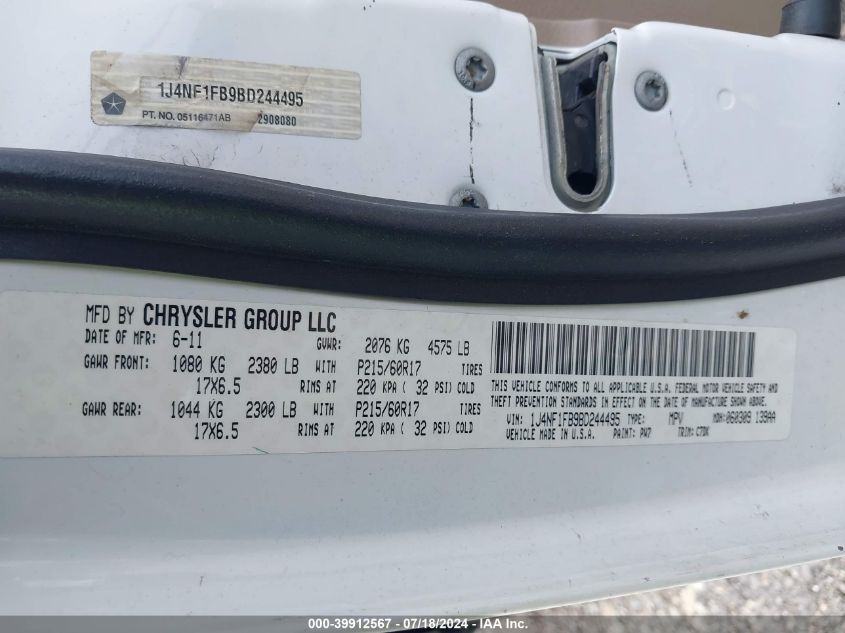 1J4NF1FB9BD244495
PT. NO. 05116471AB 2908080
MFD BY CHRYSLER GROUP LLC
DATE OF MFR: 6-11 GVWR: 2076 KG 4575 LB
GAWR FRONT: 1080 KG 2380 LB WITH P215/60R17 TIRES
17X6.5 RIMS AT 220 KPA ( 32 PSI) COLD
GAWR REAR: 1044 KG 2300 LB WITH P215/60R17 TIRES
17X6.5 RIMS AT 220 KPA ( 32 PSI) COLD
THIS VEHICLE CONFORMS TO ALL APPLICABLE U.S.A. FEDERAL MOTOR VEHICLE SAFETY AND
THEFT PREVENTION STANDARDS IN EFFECT ON THE DATE OF MANUFACTURE SHOWN ABOVE.
VIN: 1J4NF1FB9BD244495 TYPE: MPV MDH: 060309 139AA
VEHICLE MADE IN U.S.A. PAINT: PW7 TRIM: C7DK
000-39912567 - 07/18/2024 - IAA Inc.